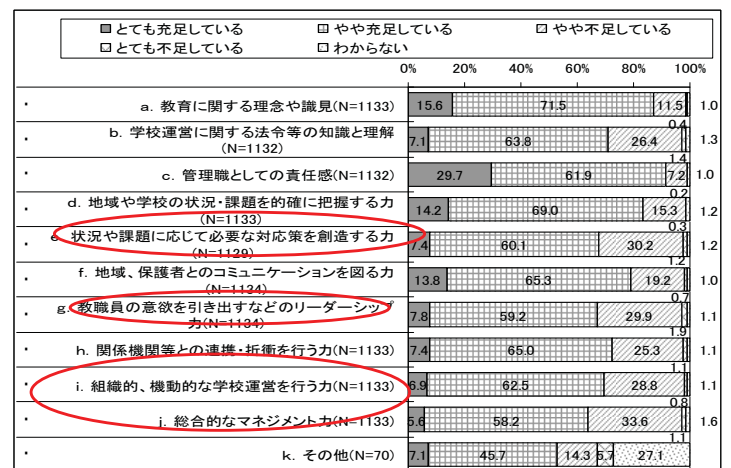 とても充足している やや充足している やや不足している
とても不足している わからない
0% 20% 40% 60% 80% 100%
a. 教育に関する理念や識見(N=1133) 15.6 71.5 11.5 1.0
0.4
b. 学校運営に関する法令等の知識と理解
(N=1132) 7.1 63.8 26.4 1.3
1.4
c. 管理職としての責任感(N=1132) 29.7 61.9 7.2 1.0
0.2
d. 地域や学校の状況・課題を的確に把握する力
(N=1133) 14.2 69.0 15.3 1.2
0.3
e. 状況や課題に応じて必要な対応策を創造する力
(N=1129) 7.4 60.1 30.2 1.2
1.2
f. 地域、保護者とのコミュニケーションを図る力
(N=1134) 13.8 65.3 19.2 1.0
0.7
g. 教職員の意欲を引き出すなどのリーダーシップ
力(N=1134) 7.8 59.2 29.9 1.1
1.9
h. 関係機関等との連携・折衝を行う力(N=1133) 7.4 65.0 25.3 1.1
1.1
i. 組織的、機動的な学校運営を行う力(N=1133) 6.9 62.5 28.8 1.1
0.8
j. 総合的なマネジメント力(N=1133) 5.6 58.2 33.6 1.6
1.1
k. その他(N=70) 7.1 45.7 14.3 5.7 27.1